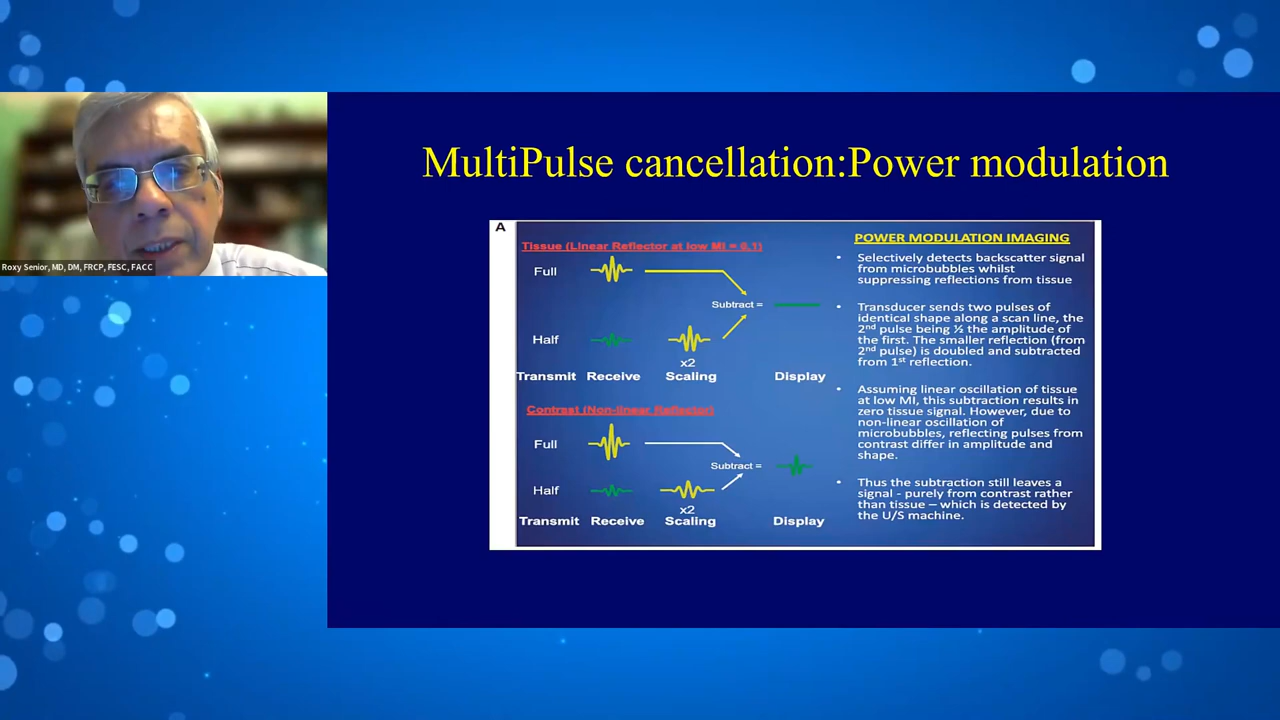 MultiPulse cancellation:Power modulation
Roxy Senior, MD, DM, FRCP, FESC, FACC
A
Tissue (Linear Reflector at low MI = 0.1)
Full
Subtract =
Half
x2
Transmit Receive Scaling Display
Contrast (Non-linear Reflector)
Full
Subtract =
Half
x2
Transmit Receive Scaling Display
POWER MODULATION IMAGING
• Selectively detects backscatter signal
from microbubbles whilst
suppressing reflections from tissue
• Transducer sends two pulses of
identical shape along a scan line, the
2nd pulse being ½ the amplitude of
the first. The smaller reflection (from
2nd pulse) is doubled and subtracted
from 1st reflection.
• Assuming linear oscillation of tissue
at low MI, this subtraction results in
zero tissue signal. However, due to
non-linear oscillation of
microbubbles, reflecting pulses from
contrast differ in amplitude and
shape.
• Thus the subtraction still leaves a
signal - purely from contrast rather
than tissue – which is detected by
the U/S machine.